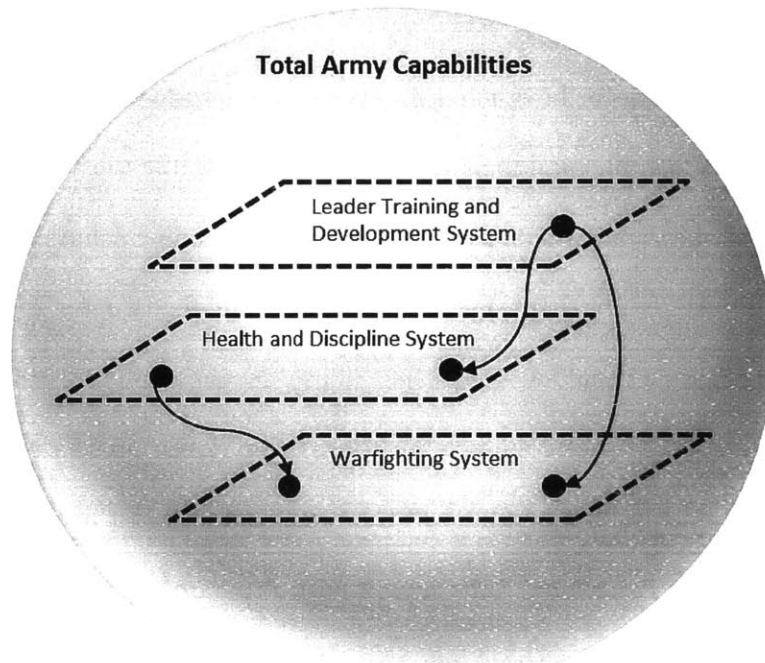 Total Army Capabilities
Leader Training and
Development System
Health and Discipline System
Warfighting System